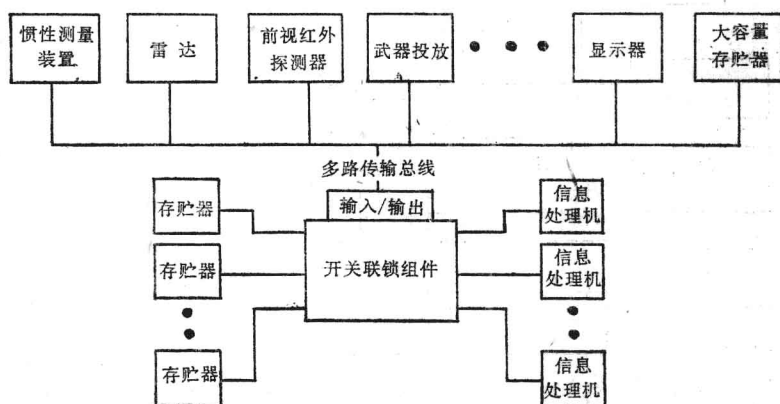 惯性测量
装置
雷达
前视红外
探测器
武器投放
显示器
大容量
存贮器
多路传输总线
输入/输出
存贮器
信息
处理机
存贮器
开关联锁组件
信息
处理机
存贮器
信息
处理机